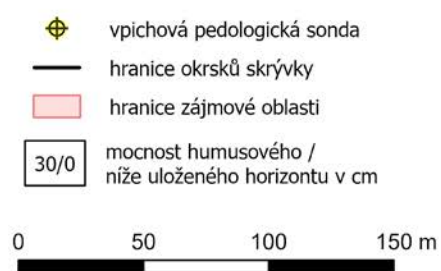 vpichová pedologická sonda
hranice okrsků skrývky
hranice zájmové oblasti
30/0
mocnost humusového /
níže uloženého horizontu v cm
0 50 100 150 m